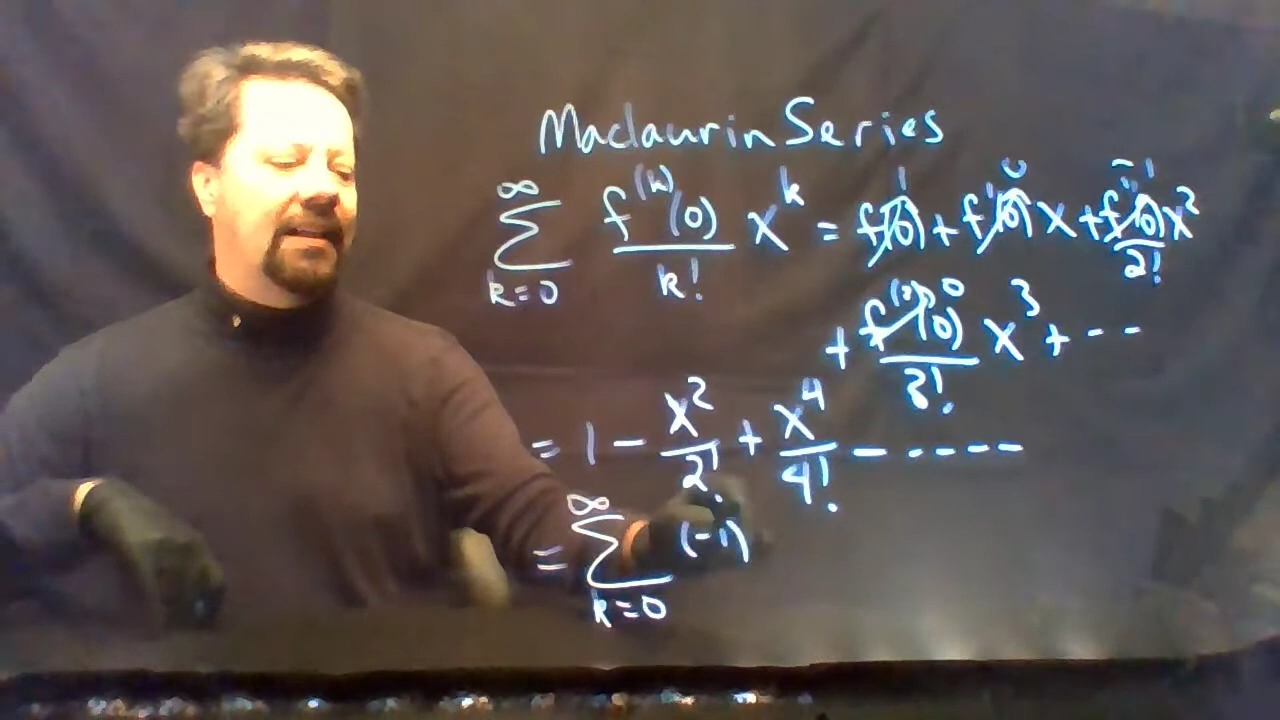 Maclaurin Series
∞ ∑ k=0 f^(k)(0)/k! x^k = f(0) + f'(0) x + f''(0)/2! x^2
+ f^(3)(0)/3! x^3 + - - -
= 1 - x^2/2! + x^4/4! - - - - - -
= ∞ ∑ k=0 (-1)